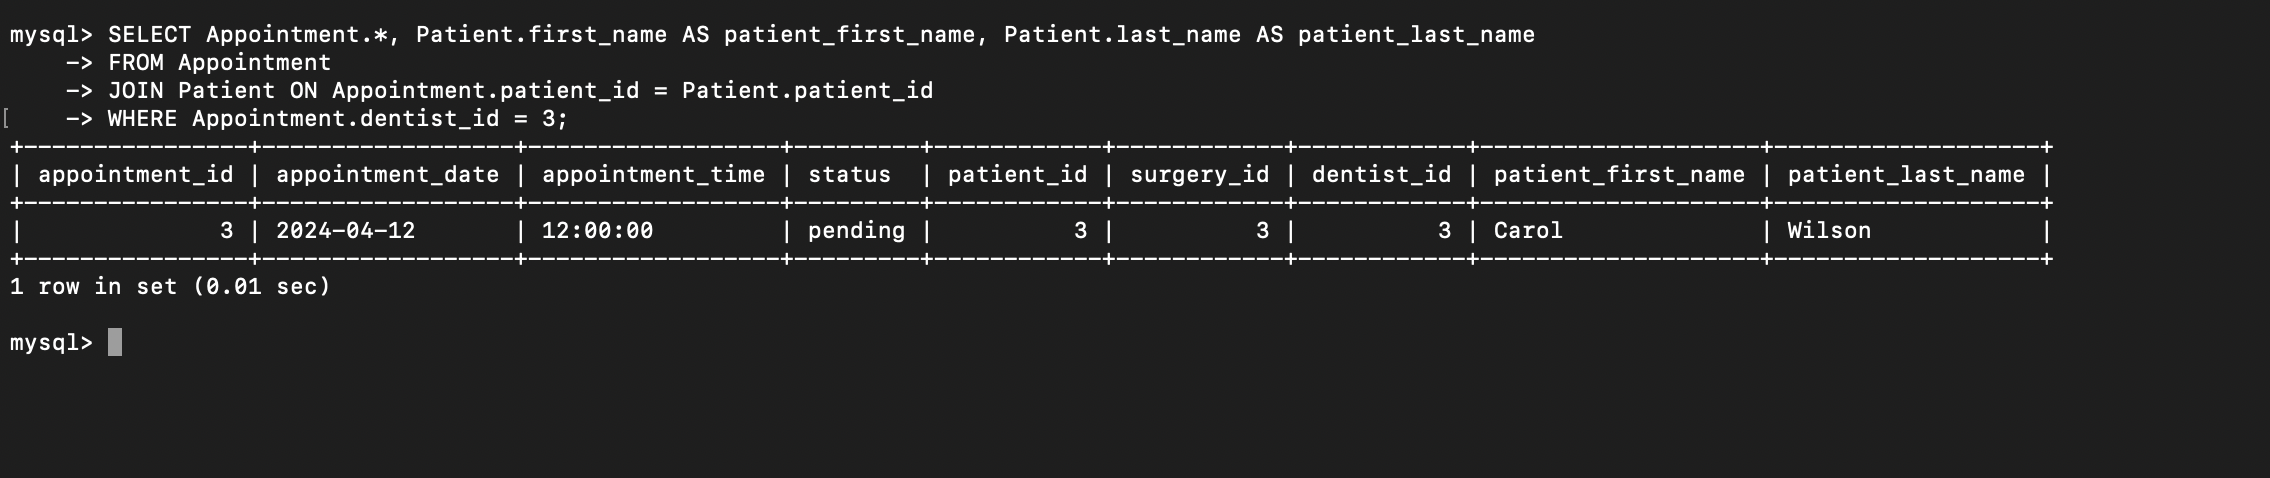 mysql> SELECT Appointment.*, Patient.first_name AS patient_first_name, Patient.last_name AS patient_last_name
    -> FROM Appointment
    -> JOIN Patient ON Appointment.patient_id = Patient.patient_id
[    -> WHERE Appointment.dentist_id = 3;
+----------------+------------------+------------------+---------+------------+------------+------------+--------------------+-------------------+
| appointment_id | appointment_date | appointment_time | status  | patient_id | surgery_id | dentist_id | patient_first_name | patient_last_name |
+----------------+------------------+------------------+---------+------------+------------+------------+--------------------+-------------------+
|              3 | 2024-04-12       | 12:00:00         | pending |          3 |          3 |          3 | Carol              | Wilson            |
+----------------+------------------+------------------+---------+------------+------------+------------+--------------------+-------------------+
1 row in set (0.01 sec)
mysql>